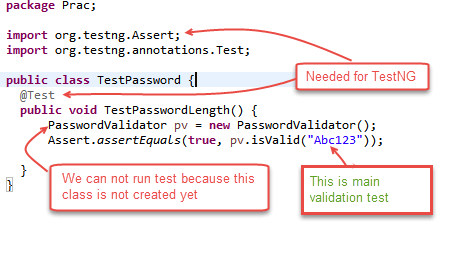 package Prac;
import org.testng.Assert;
import org.testng.annotations.Test;
public class TestPassword {
Needed for TestNG
@Test
public void TestPasswordLength() {
PasswordValidator pv = new PasswordValidator();
Assert.assertEquals(true, pv.isValid("Abc123"));
}
}
We can not run test because this
class is not created yet
This is main
validation test